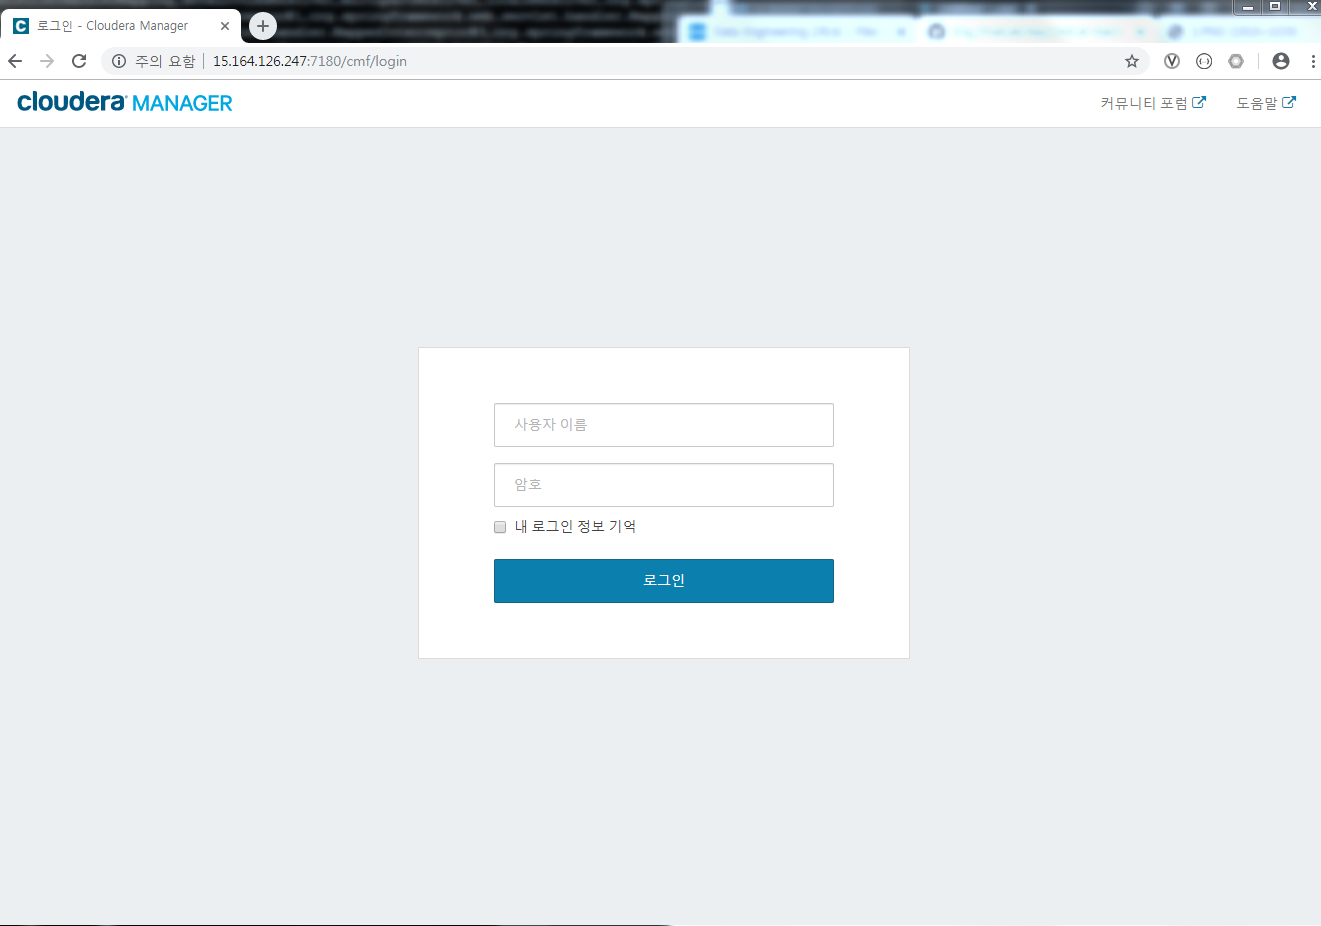 로그인 - Cloudera Manager
주의 요함 15.164.126.247:7180/cmf/login
cloudera MANAGER
커뮤니티 포럼
도움말
사용자 이름
암호
내 로그인 정보 기억
로그인